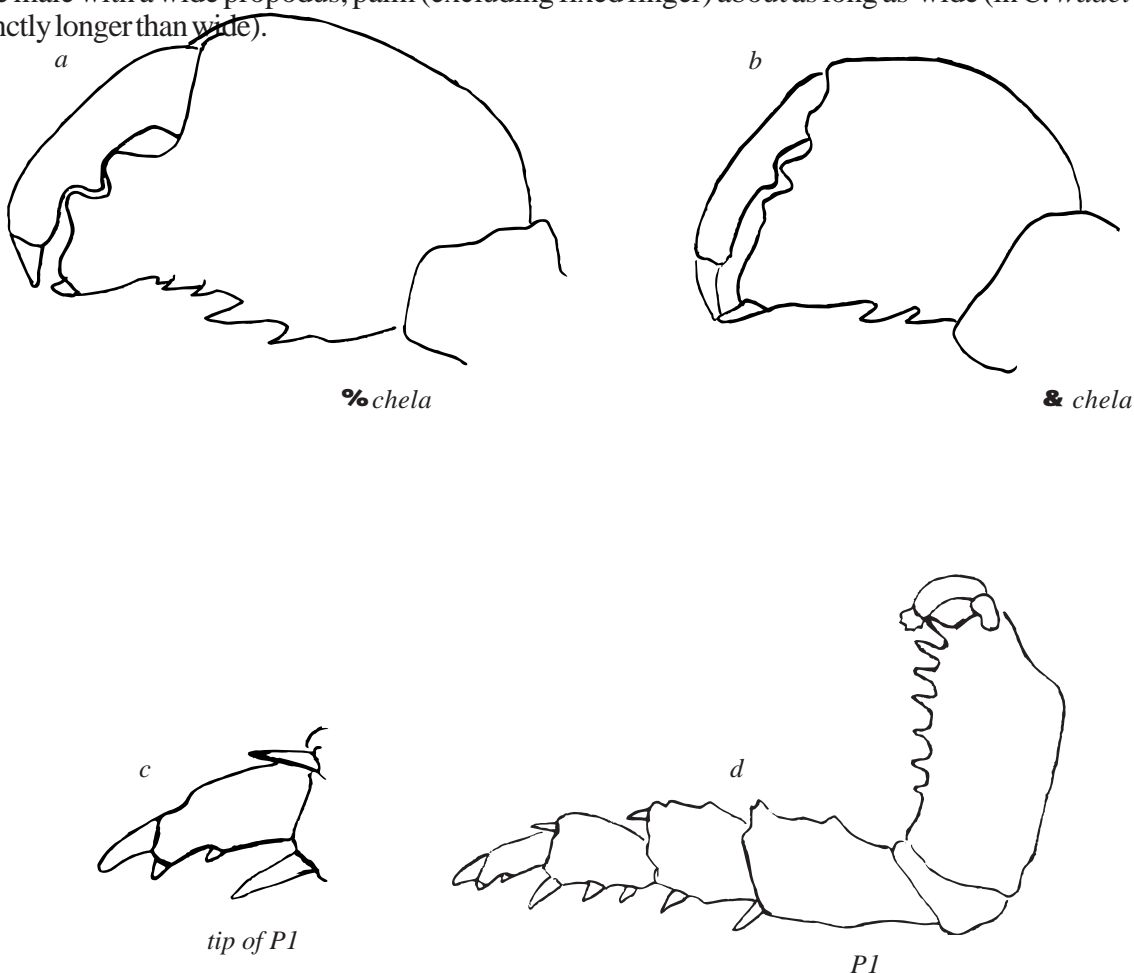 male with a wide propodus, palm (excluding fixed finger) about as long as wide (in C.
nctly longer than wide).
a
b
% chela
& chela
c
d
tip of P1
P1